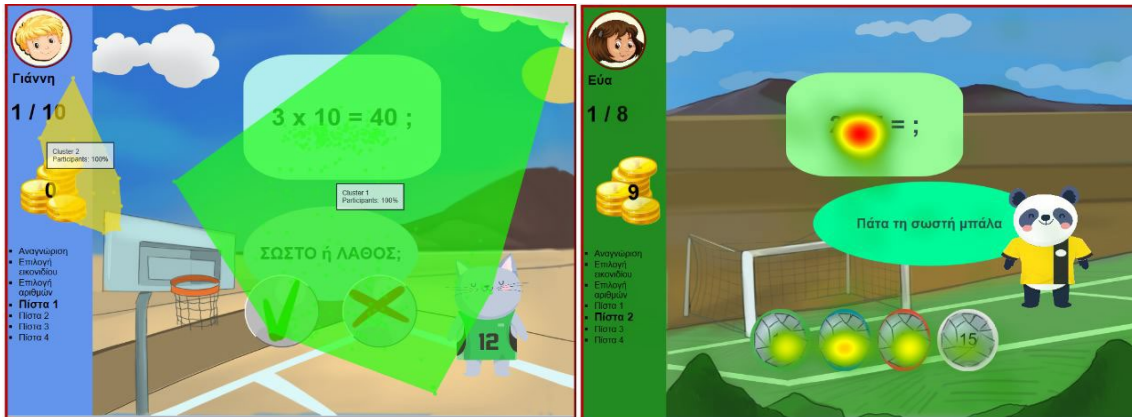 Γιάννη
1 / 10
Cluster 2
Participants: 100%
0
Αναγνώριση
Επιλογή
εικονιδίου
Επιλογή
αριθμών
Πίστα 1
Πίστα 2
Πίστα 3
Πίστα 4
3 x 10 = 40 ;
Cluster 1
Participants: 100%
ΣΩΣΤΟ ή ΛΑΘΟΣ;
12
Εύα
1 / 8
9
Αναγνώριση
Επιλογή
εικονιδίου
Επιλογή
αριθμών
Πίστα 1
Πίστα 2
Πίστα 3
Πίστα 4
= ;
Πάτα τη σωστή μπάλα
15